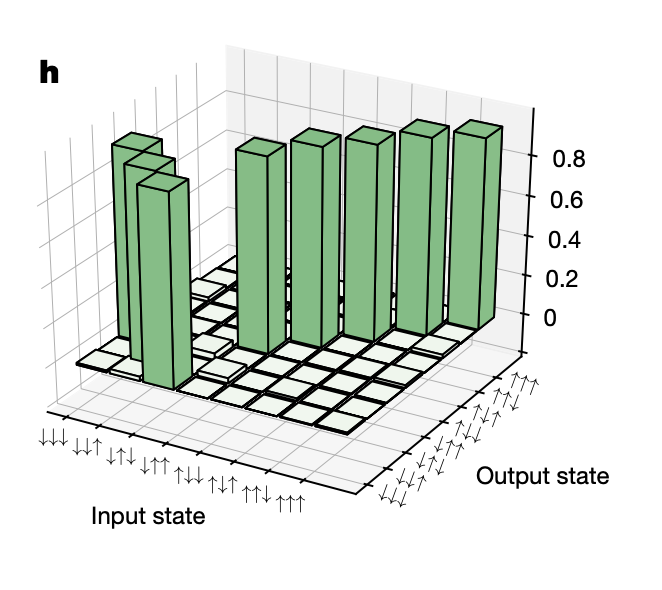 h
0.8
0.6
0.4
0.2
0
↓↓↓ ↓↓↑ ↓↑↓ ↓↑↑ ↑↓↓ ↑↓↑ ↑↑↓ ↑↑↑
Input state
↓↓↓ ↓↓↑ ↓↑↓ ↓↑↑ ↑↓↓ ↑↓↑ ↑↑↓ ↑↑↑
Output state